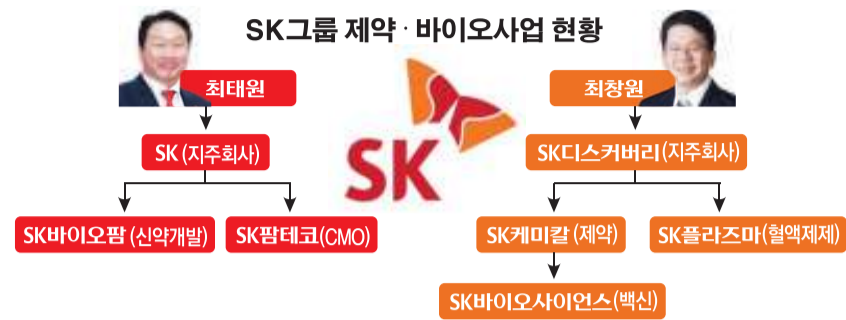 SK그룹 제약·바이오사업 현황
최태원
최창원
SK
SK(지주회사)
SK디스커버리(지주회사)
SK바이오팜(신약개발)
SK팜테코(CMO)
SK케미칼(제약)
SK플라즈마(혈액제제)
SK바이오사이언스(백신)